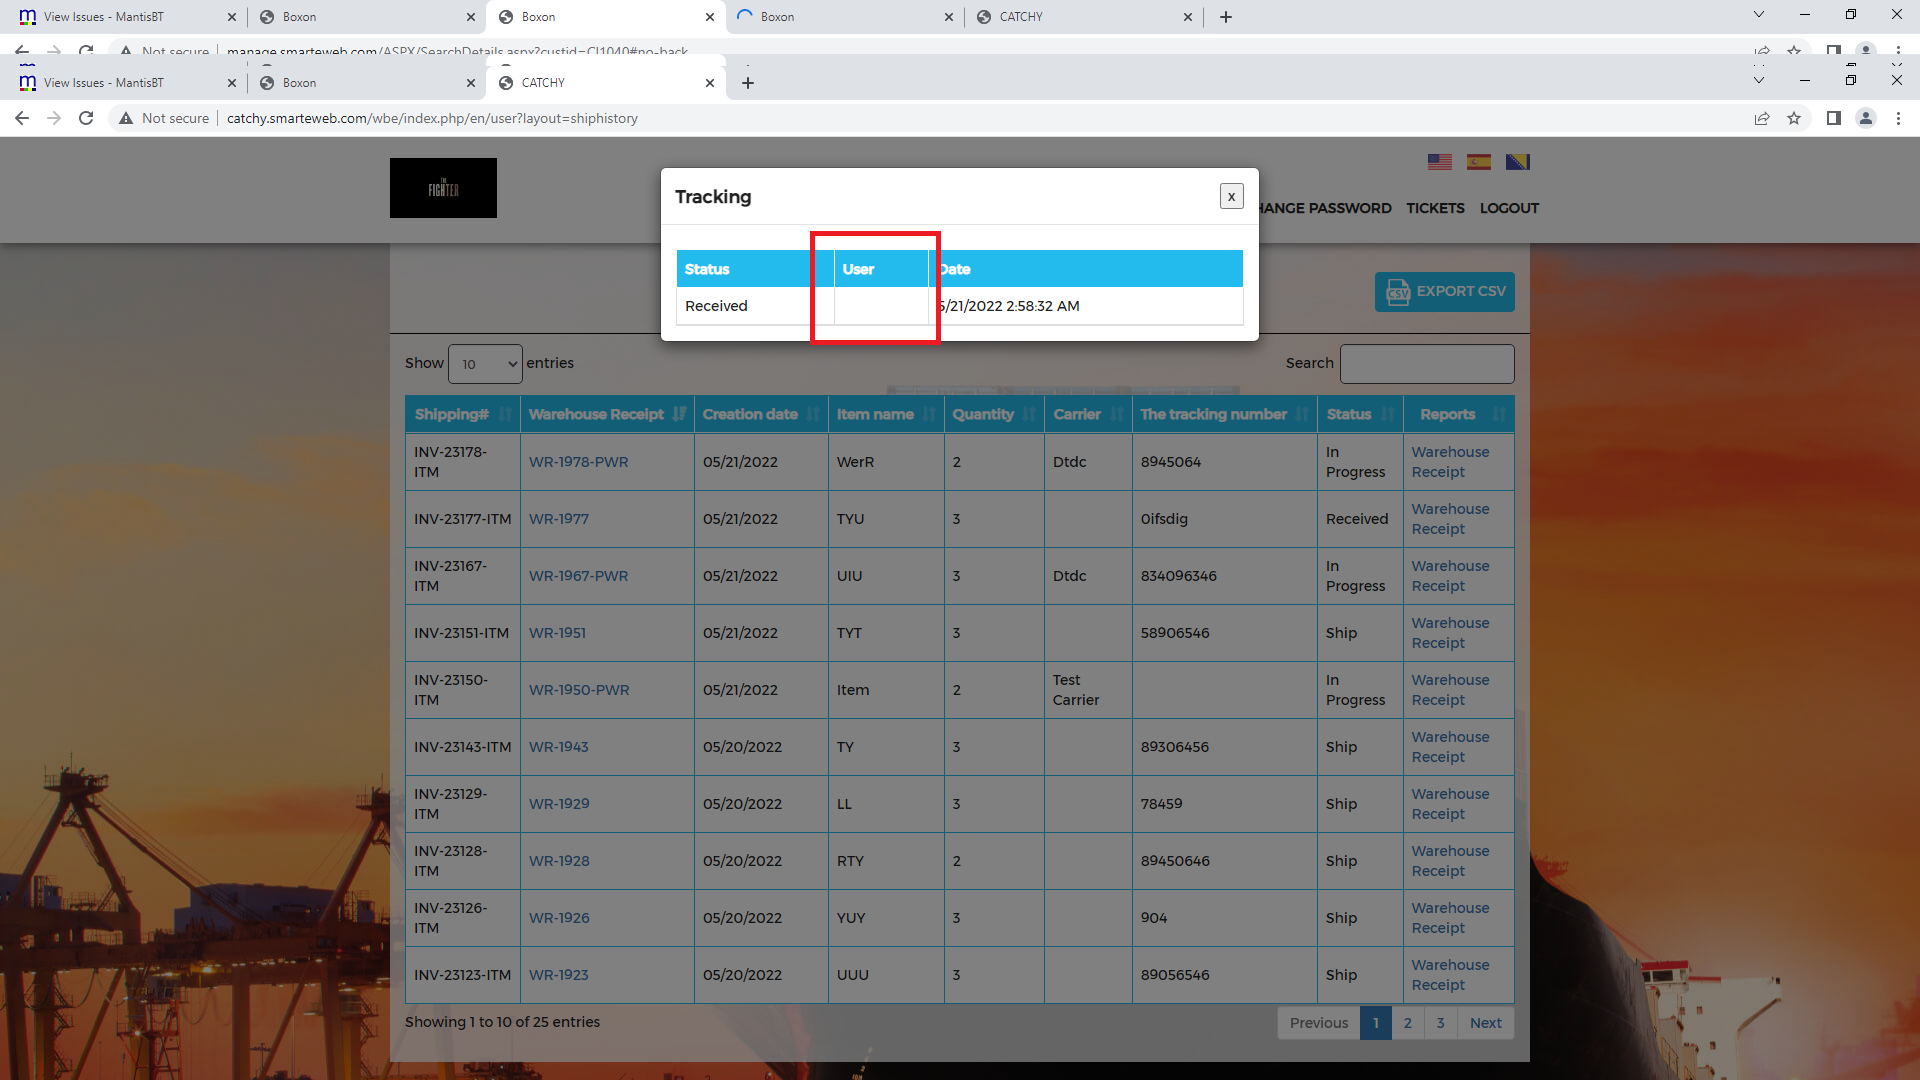 View Issues - MantisBT
Boxon
Boxon
Boxon
CATCHY
Not secure
manage.smarteweb.com/ASPX/SearchDetails.aspx?custid=CI1040#no-back
View Issues - MantisBT
Boxon
CATCHY
Not secure
catchy.smarteweb.com/wbe/index.php/en/user?layout=shiphistory
THE
FIGHTER
HANGE PASSWORD TICKETS LOGOUT
Tracking
x
Status User Date
Received 5/21/2022 2:58:32 AM
CSV EXPORT CSV
Show 10 entries
Search
Shipping# Warehouse Receipt Creation date Item name Quantity Carrier The tracking number Status Reports
INV-23178-
ITM WR-1978-PWR 05/21/2022 WerR 2 Dtdc 8945064 In
Progress Warehouse
Receipt
INV-23177-ITM WR-1977 05/21/2022 TYU 3 0ifsdig Received Warehouse
Receipt
INV-23167-
ITM WR-1967-PWR 05/21/2022 UIU 3 Dtdc 834096346 In
Progress Warehouse
Receipt
INV-23151-ITM WR-1951 05/21/2022 TYT 3 58906546 Ship Warehouse
Receipt
INV-23150-
ITM WR-1950-PWR 05/21/2022 Item 2 Test
Carrier In
Progress Warehouse
Receipt
INV-23143-ITM WR-1943 05/20/2022 TY 3 89306456 Ship Warehouse
Receipt
INV-23129-
ITM WR-1929 05/20/2022 LL 3 78459 Ship Warehouse
Receipt
INV-23128-
ITM WR-1928 05/20/2022 RTY 2 89450646 Ship Warehouse
Receipt
INV-23126-
ITM WR-1926 05/20/2022 YUY 3 904 Ship Warehouse
Receipt
INV-23123-ITM WR-1923 05/20/2022 UUU 3 89056546 Ship Warehouse
Receipt
Showing 1 to 10 of 25 entries
Previous 1 2 3 Next